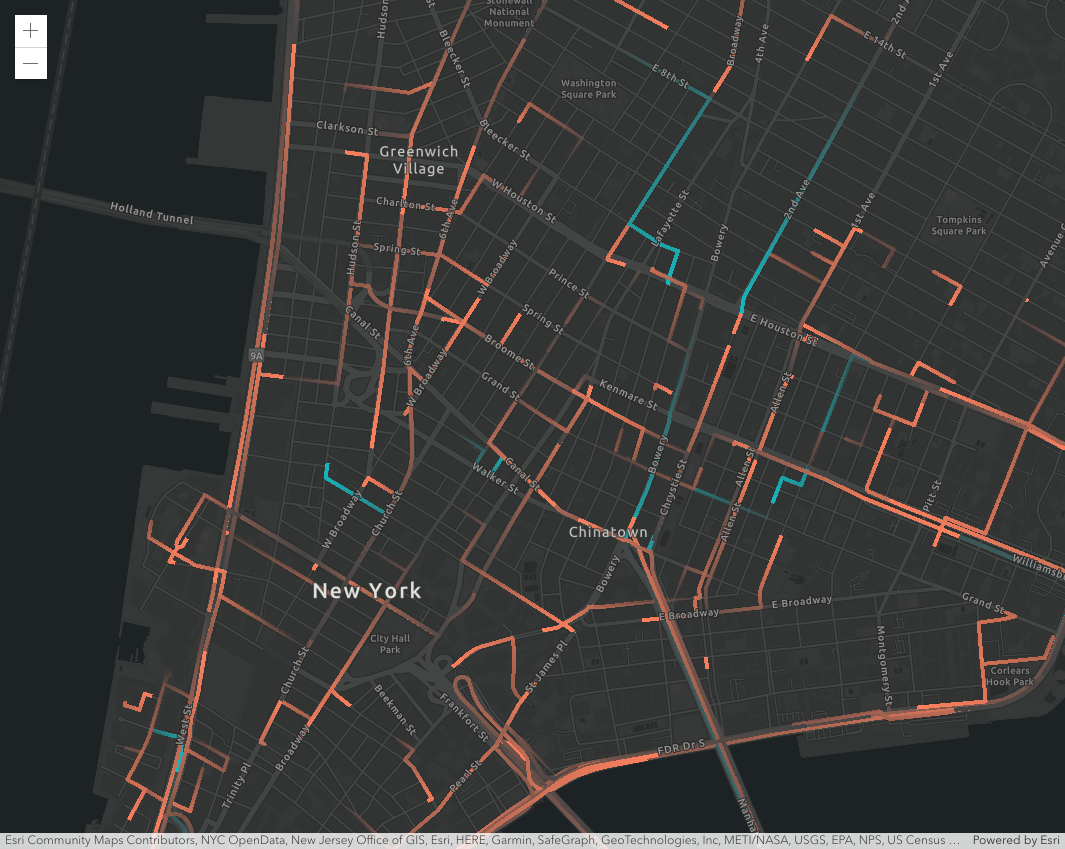 +
−
Hudson
Stonewall
National
Monument
Bleecker St
Broadway
4th Ave
2nd A
E 14th St
1st Ave
E 8th St
Washington
Square Park
Clarkson St
Bleecker St
Greenwich
Village
Charlton St
W Houston St
2nd Ave
1st Ave
Tompkins
Square Park
Avenue C
Holland Tunnel
Lafayette St
Bowery
Hudson St
Spring St
6th Ave
W Broadway
Prince St
Canal St
Spring St
E Houston St
9A
6th Ave
Broome St
W Broadway
Grand St
Kenmare St
Allen St
Canal St
Walker St
Bowery
Chrystie St
Allen St
Pitt St
W Broadway
Church St
Allen St
Chinatown
Williamsb
New York
Bowery
E Broadway
E Broadway
Grand St
City Hall
Park
Church St
St James Pl
Montgomery St
Corlears
Hook Park
Beekman St
Frankfort St
West St
Broadway
Trinity Pl
Pearl St
FDR Dr S
Manha
Esri Community Maps Contributors, NYC OpenData, New Jersey Office of GIS, Esri, HERE, Garmin, SafeGraph, GeoTechnologies, Inc, METI/NASA, USGS, EPA, NPS, US Census ...
Powered by Esri